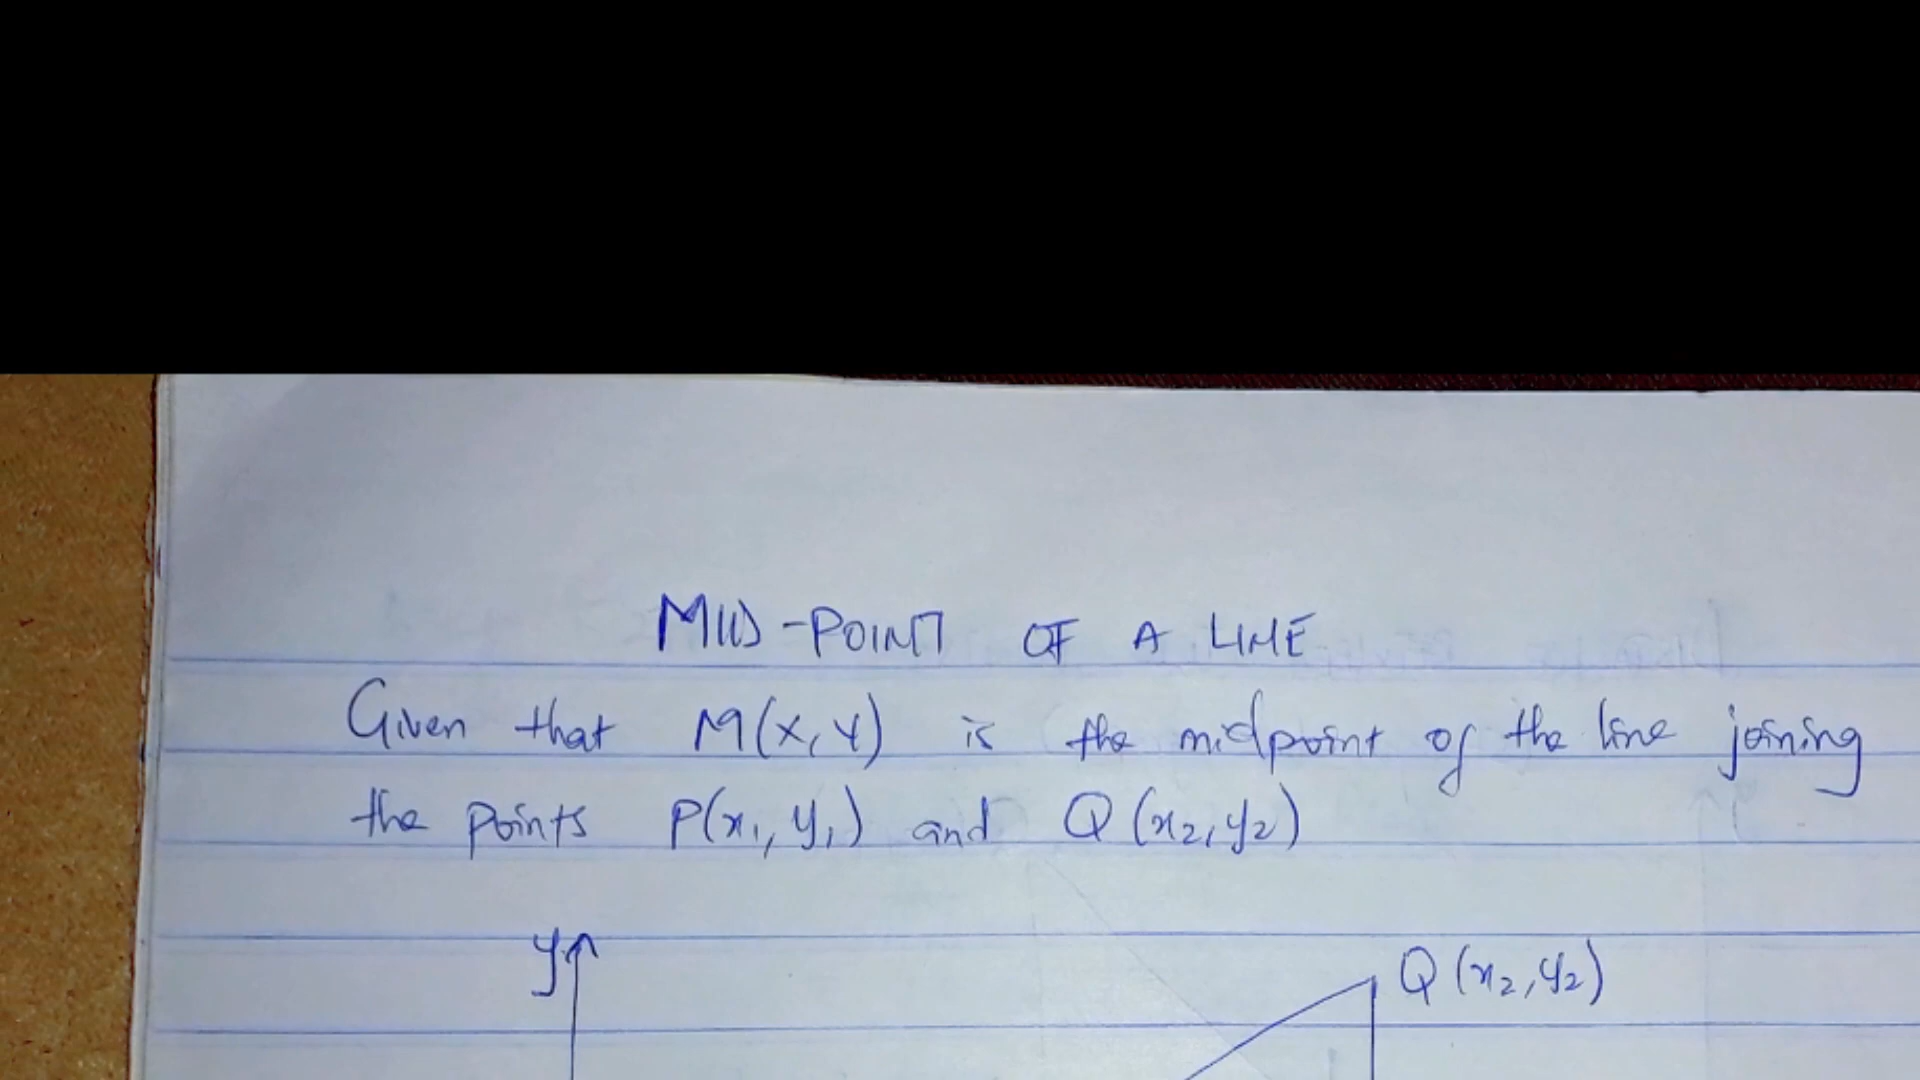 MID-POINT OF A LINE
Given that M(X, Y) is the midpoint of the line joining
the points P(x₁, y₁) and Q(x₂, y₂)
y
Q(x₂, y₂)